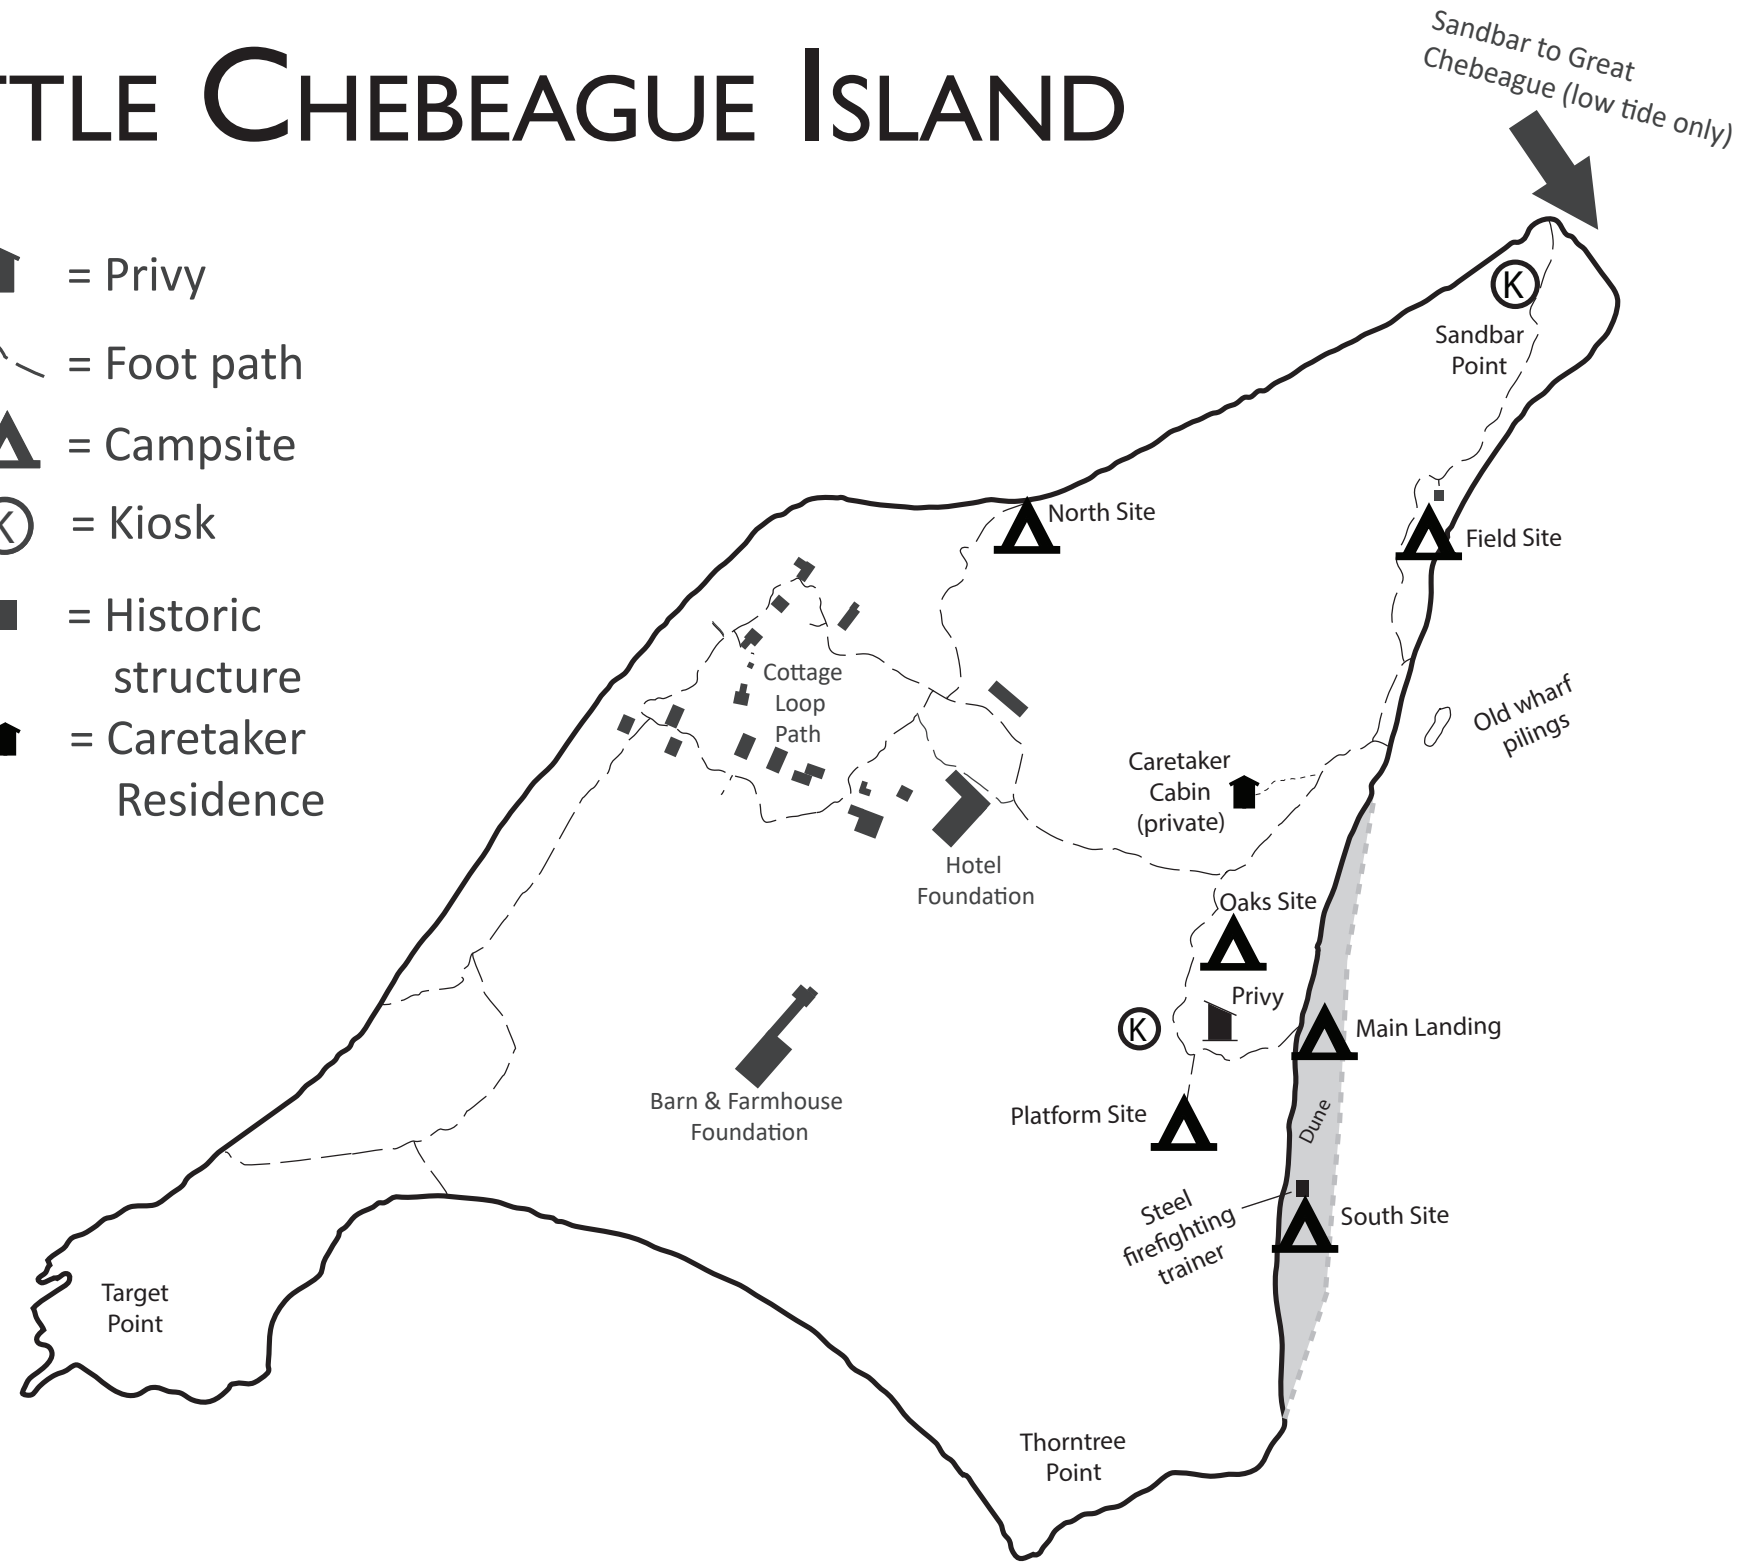 TTLE CHEBEAGUE ISLAND
Sandbar to Great
Chebeague (low tide only)
= Privy
= Foot path
= Campsite
K = Kiosk
= Historic
structure
= Caretaker
Residence
K
Sandbar
Point
North Site
Field Site
Cottage
Loop
Path
Old wharf
pilings
Caretaker
Cabin
(private)
Hotel
Foundation
Oaks Site
Privy
K
Main Landing
Barn & Farmhouse
Foundation
Platform Site
Dune
Steel
firefighting
trainer
South Site
Target
Point
Thorntree
Point